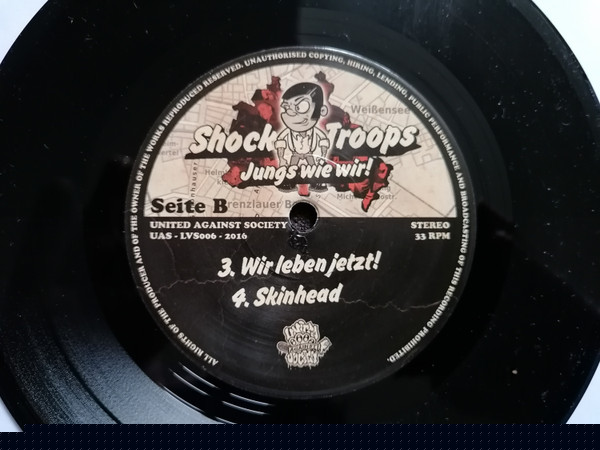 ALL RIGHTS OF THE PRODUCER AND OF THE OWNER OF THE WORKS REPRODUCED RESERVED. UNAUTHORISED COPYING, HIRING, LENDING, PUBLIC PERFORMANCE AND BROADCASTING OF THIS RECORDING PROHIBITED.
Weißensee
Shock Troops
Jungs wie wir!
Seite B
UNITED AGAINST SOCIETY
UAS - LVS006 - 2016
STEREO
33 RPM
3. Wir leben jetzt!
4. Skinhead